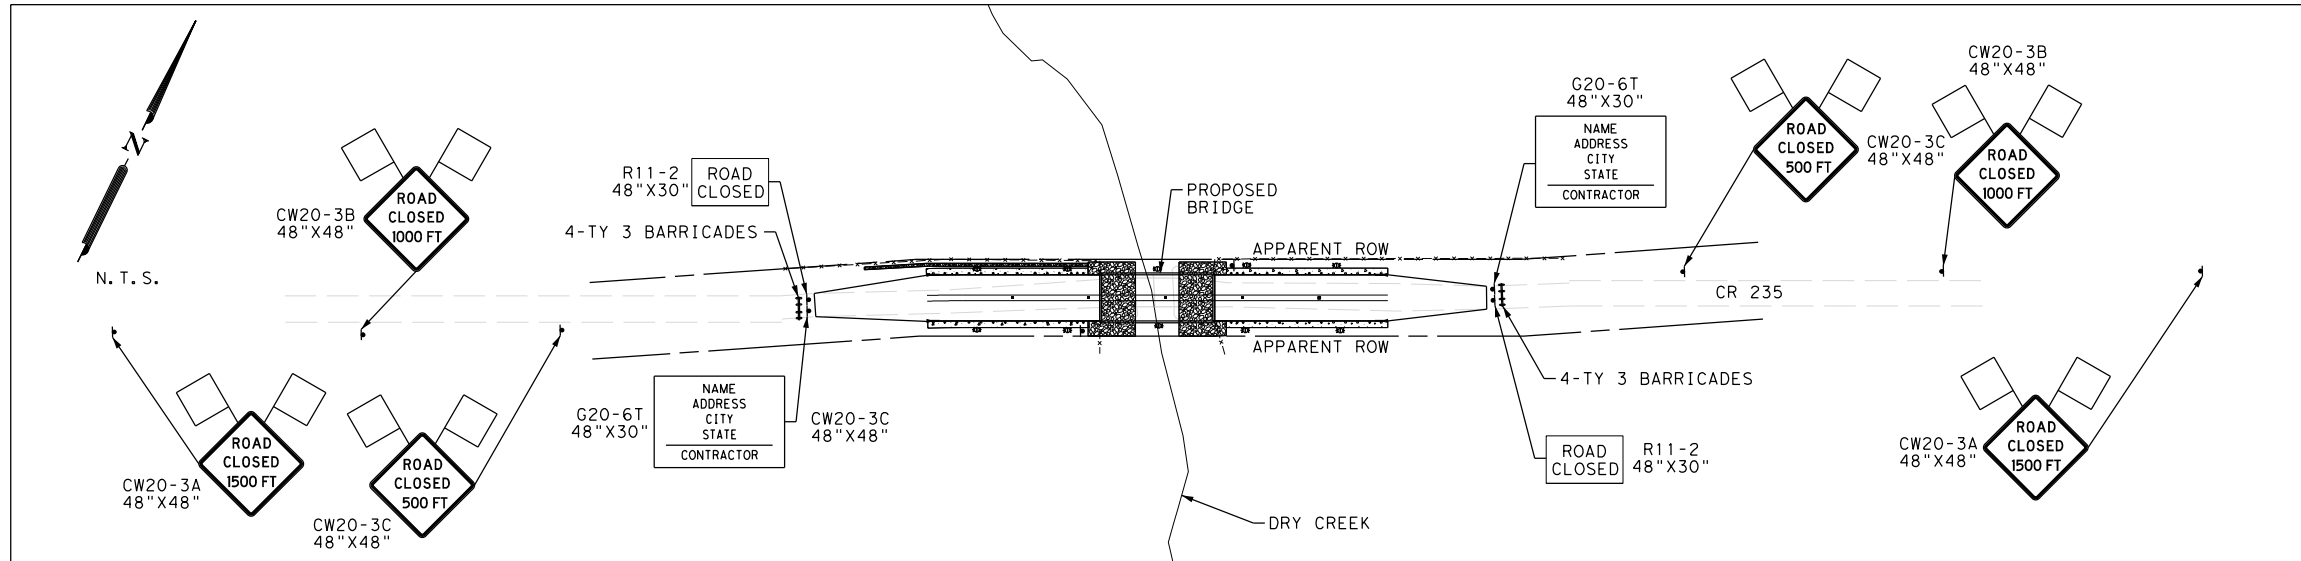 N
N.T.S.
CW20-3B
48"X48"
ROAD
CLOSED
1000 FT
R11-2
48"X30"
ROAD
CLOSED
4-TY 3 BARRICADES
CW20-3A
48"X48"
ROAD
CLOSED
1500 FT
CW20-3C
48"X48"
ROAD
CLOSED
500 FT
G20-6T
48"X30"
NAME
ADDRESS
CITY
STATE
CONTRACTOR
CW20-3C
48"X48"
PROPOSED
BRIDGE
APPARENT ROW
APPARENT ROW
DRY CREEK
G20-6T
48"X30"
NAME
ADDRESS
CITY
STATE
CONTRACTOR
ROAD
CLOSED
500 FT
CW20-3C
48"X48"
CW20-3B
48"X48"
ROAD
CLOSED
1000 FT
CR 235
4-TY 3 BARRICADES
ROAD
CLOSED
R11-2
48"X30"
CW20-3A
48"X48"
ROAD
CLOSED
1500 FT